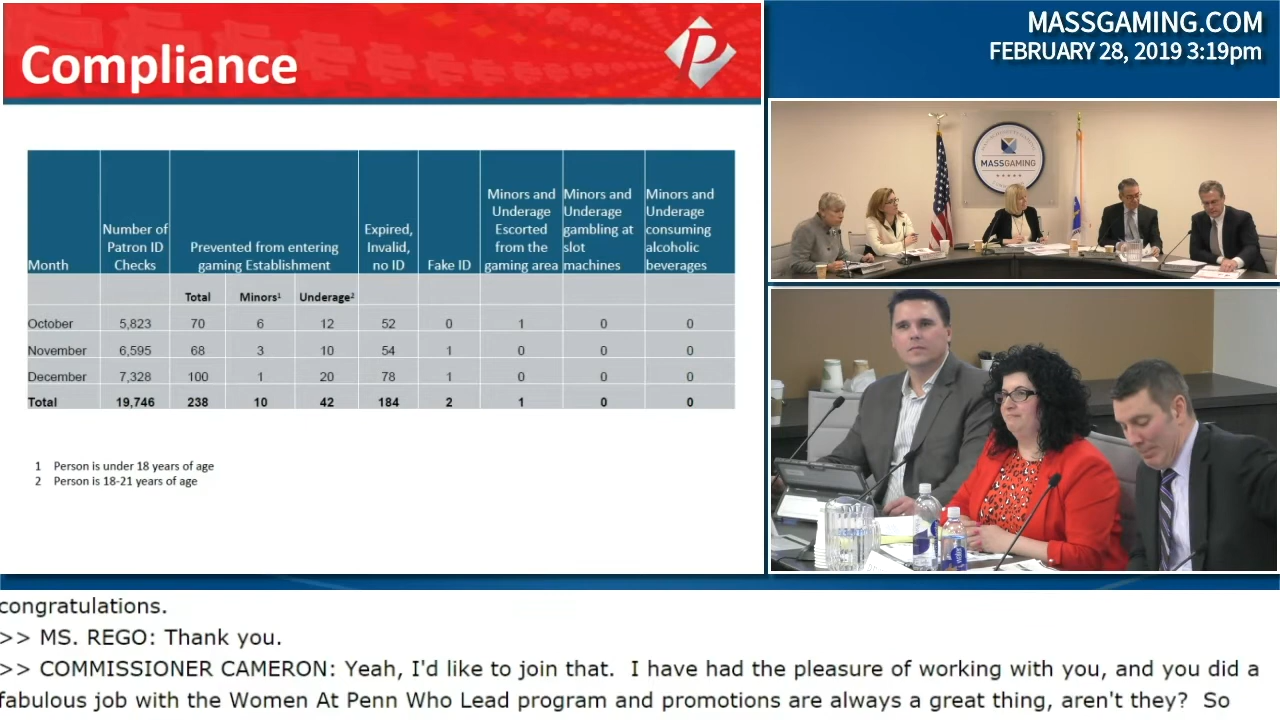 Compliance
MASSGAMING.COM
FEBRUARY 28, 2019 3:19pm
MASSGAMING
Month
Number of Patron ID Checks
Prevented from entering gaming Establishment
Expired, Invalid, no ID
Fake ID
Minors and Underage Escorted from the gaming area
Minors and Underage gambling at slot machines
Minors and Underage consuming alcoholic beverages
Total Minors¹ Underage²
October 5,823 70 6 12 52 0 1 0 0
November 6,595 68 3 10 54 1 0 0 0
December 7,328 100 1 20 78 1 0 0 0
Total 19,746 238 10 42 184 2 1 0 0
1 Person is under 18 years of age
2 Person is 18-21 years of age
congratulations.
>> MS. REGO: Thank you.
>> COMMISSIONER CAMERON: Yeah, I'd like to join that. I have had the pleasure of working with you, and you did a
fabulous job with the Women At Penn Who Lead program and promotions are always a great thing, aren't they? So